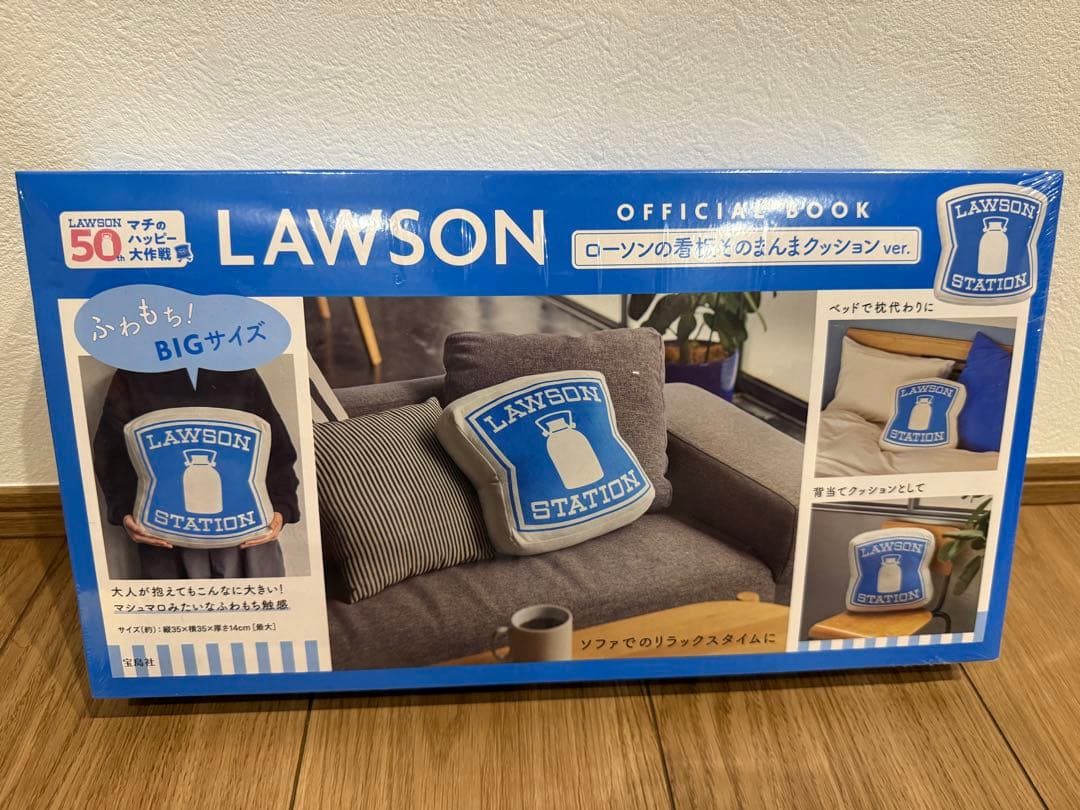 LAWSON
50th
マチの
ハッピー
大作戦
LAWSON
OFFICIAL BOOK
ローソンの看板そのまんまクッション ver.
LAWSON
STATION
ふわもち!
BIGサイズ
LAWSON
STATION
大人が抱えてもこんなに大きい!
マシュマロみたいなふわもち触感
サイズ(約):縦35×横35×厚さ14cm[最大]
宝島社
LAWSON
STATION
ソファでのリラックスタイムに
ベッドで枕代わりに
LAWSON
STATION
背当てクッションとして
LAWSON
STATION